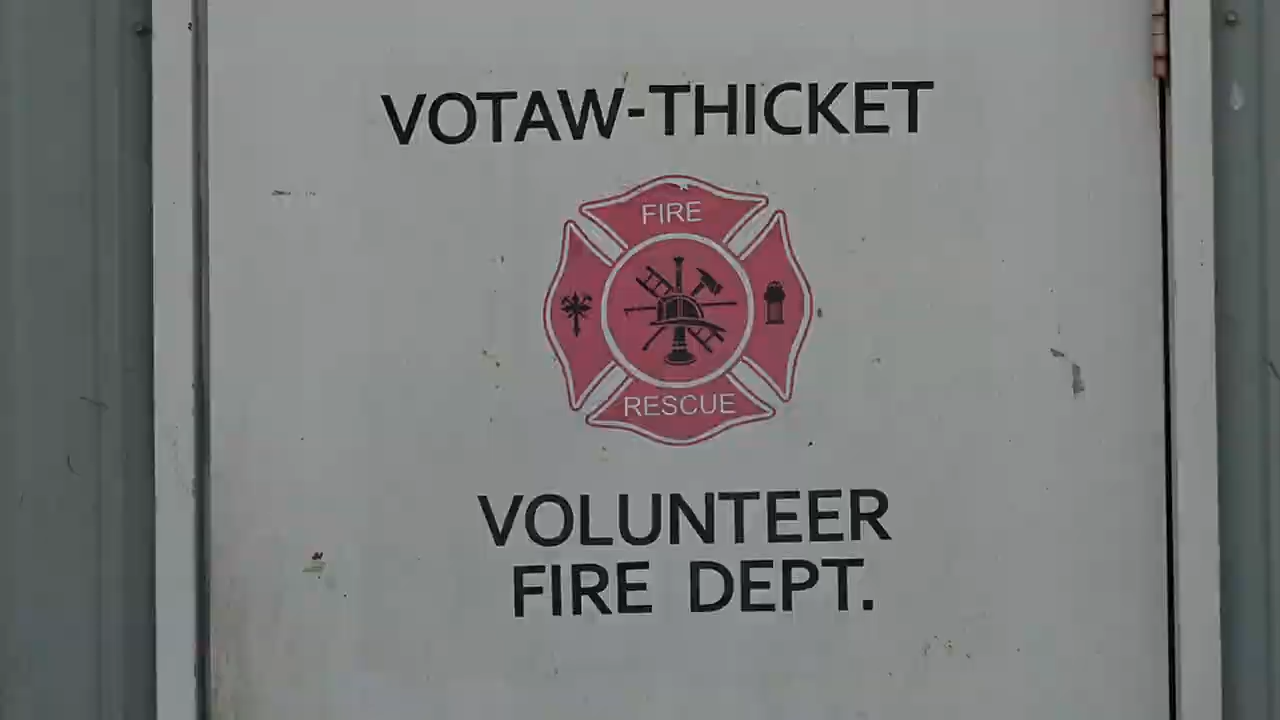 VOTAW-THICKET
FIRE
RESCUE
VOLUNTEER
FIRE DEPT.